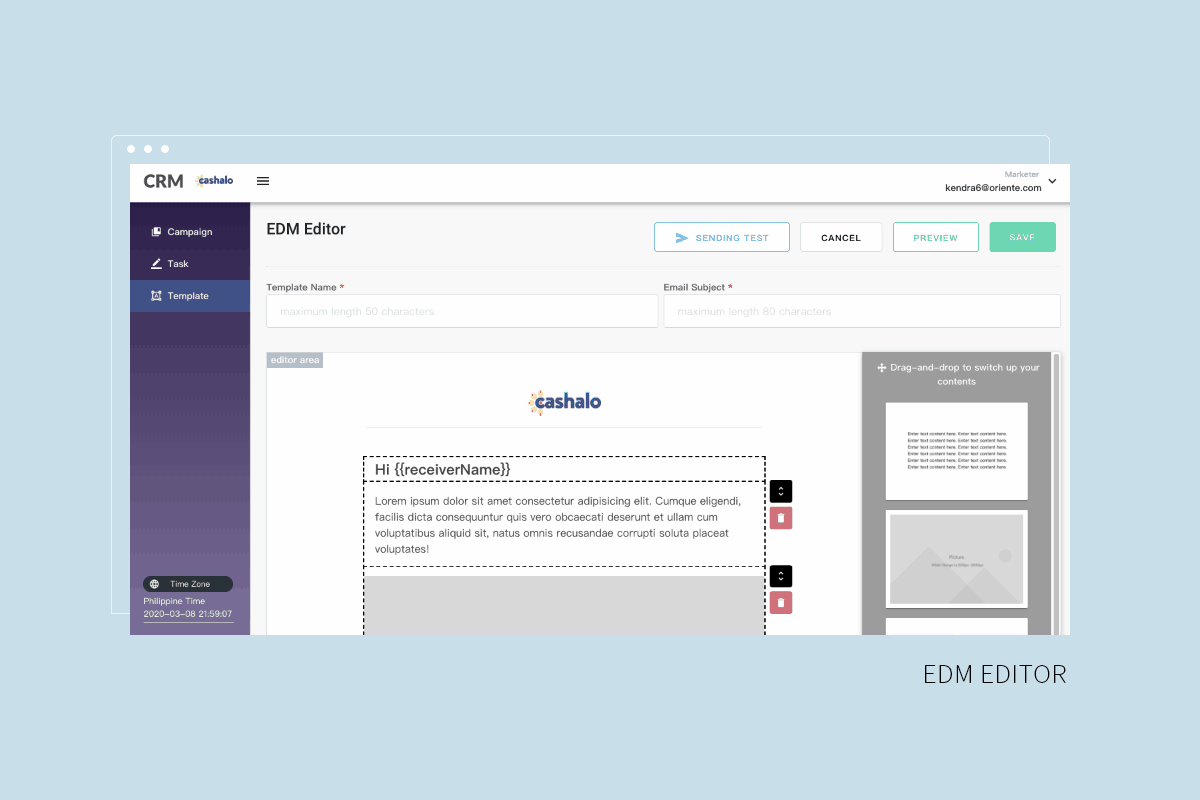 CRM
cashalo
Marketer
kendra6@oriente.com
Campaign
Task
Template
Time Zone
Philippine Time
2020-03-08 21:59:07
EDM Editor
SENDING TEST
CANCEL
PREVIEW
SAVE
Template Name *
maximum length 50 characters
Email Subject *
maximum length 80 characters
editor area
cashalo
Hi {{receiverName}}
Lorem ipsum dolor sit amet consectetur adipisicing elit. Cumque eligendi,
facilis dicta consequuntur quis vero obcaecati deserunt et ullam cum
voluptatibus aliquid sit, natus omnis recusandae corrupti soluta placeat
voluptates!
Drag-and-drop to switch up your
contents
Enter text content here. Enter text content here.
Enter text content here. Enter text content here.
Enter text content here. Enter text content here.
Enter text content here. Enter text content here.
Enter text content here. Enter text content here.
Enter text content here. Enter text content here
Picture
EDM EDITOR